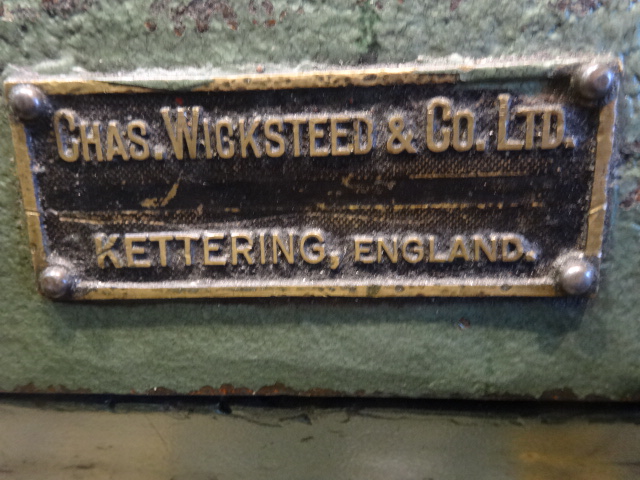 CHAS. WICKSTEED & CO. LTD.
KETTERING, ENGLAND.